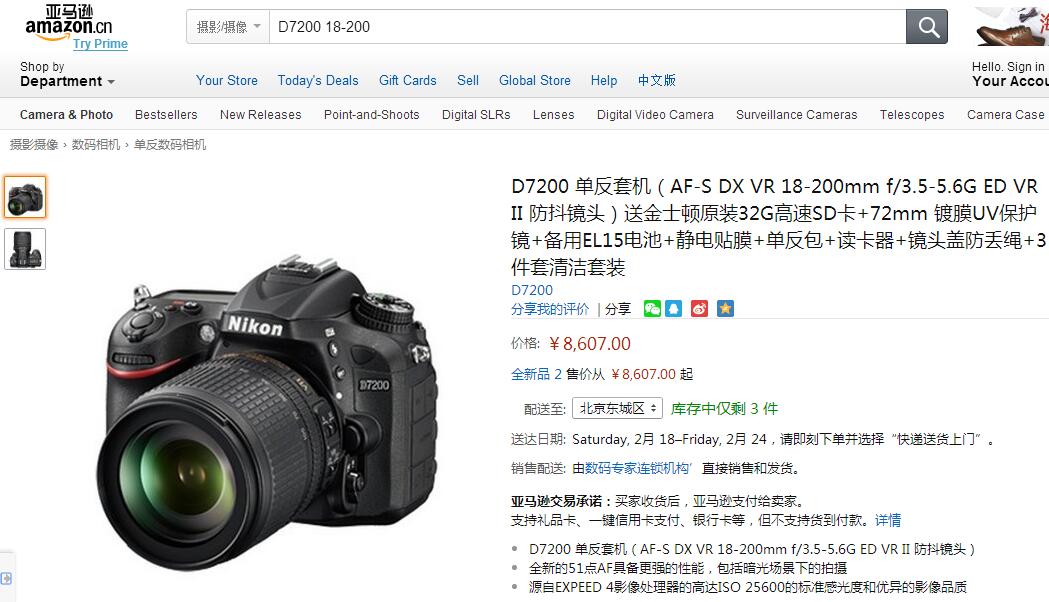 亚马逊
amazon.cn
Try Prime
摄影/摄像
D7200 18-200
Shop by
Department
Your Store
Today's Deals
Gift Cards
Sell
Global Store
Help
中文版
Hello. Sign in
Your Accou
Camera & Photo
Bestsellers
New Releases
Point-and-Shoots
Digital SLRs
Lenses
Digital Video Camera
Surveillance Cameras
Telescopes
Camera Case
摄影摄像 › 数码相机 › 单反数码相机
Nikon
D7200
D7200 单反套机（AF-S DX VR 18-200mm f/3.5-5.6G ED VR
II 防抖镜头）送金士顿原装32G高速SD卡+72mm 镀膜UV保护
镜+备用EL15电池+静电贴膜+单反包+读卡器+镜头盖防丢绳+3
件套清洁套装
D7200
分享我的评价 | 分享
价格: ￥8,607.00
全新品 2 售价从 ￥8,607.00 起
配送至: 北京东城区 库存中仅剩 3 件
送达日期: Saturday, 2月 18–Friday, 2月 24，请即刻下单并选择“快递送货上门”。
销售配送: 由数码专家连锁机构' 直接销售和发货。
亚马逊交易承诺：买家收货后，亚马逊支付给卖家。
支持礼品卡、一键信用卡支付、银行卡等，但不支持货到付款。详情
D7200 单反套机（AF-S DX VR 18-200mm f/3.5-5.6G ED VR II 防抖镜头）
全新的51点AF具备更强的性能，包括暗光场景下的拍摄
源自EXPEED 4影像处理器的高达ISO 25600的标准感光度和优异的影像品质